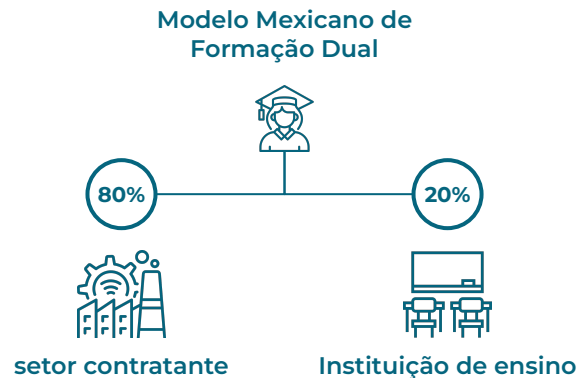 Modelo Mexicano de
Formação Dual
80%
20%
setor contratante
Instituição de ensino